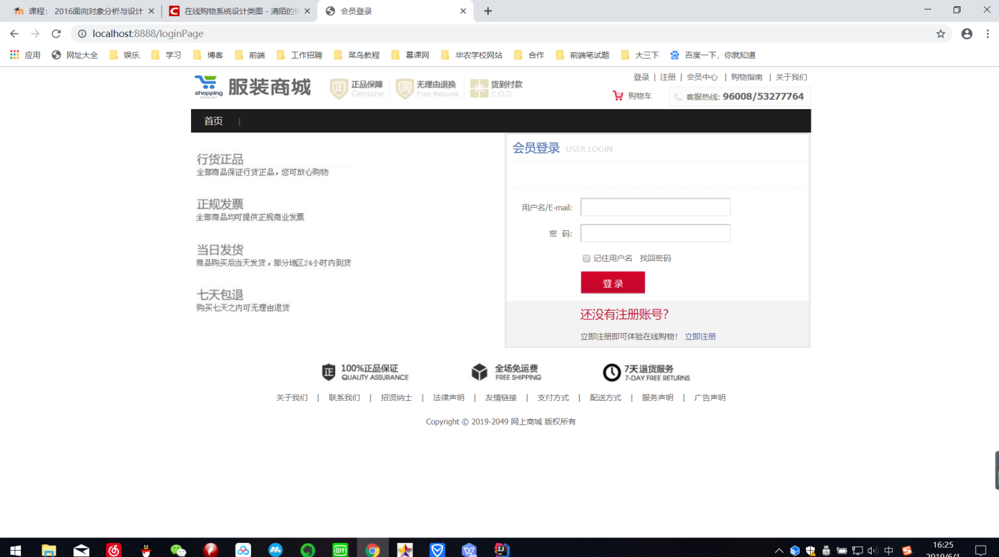 课程： 2016面向对象分析与设计
在线购物系统设计类图 - 清陌的
会员登录
localhost:8888/loginPage
应用 网址大全 娱乐 学习 博客 前端 工作招聘 菜鸟教程 慕课网 华农学校网站 合作 前端笔试题 大三下 百度一下，你就知道
登录 | 注册 | 会员中心 | 购物指南 | 关于我们
shopping 服装商城
正品保障 Genuine
无理由退换 Free Returns
货到付款 C.O.D
购物车
客服热线: 96008/53277764
首页 |
行货正品
全部商品保证行货正品，您可放心购物
正规发票
全部商品均可提供正规商业发票
当日发货
商品购买后当天发货，部分地区24小时内到货
七天包退
购买七天之内可无理由退货
会员登录 USER LOGIN
用户名/E-mail:
密 码:
记住用户名 找回密码
登 录
还没有注册账号？
立即注册即可体验在线购物！ 立即注册
正 100%正品保证 QUALITY ASSURANCE
全场免运费 FREE SHIPPING
7天退货服务 7-DAY FREE RETURNS
关于我们 | 联系我们 | 招贤纳士 | 法律声明 | 友情链接 | 支付方式 | 配送方式 | 服务声明 | 广告声明
Copyright © 2019-2049 网上商城 版权所有
中
16:25
2019/6/1